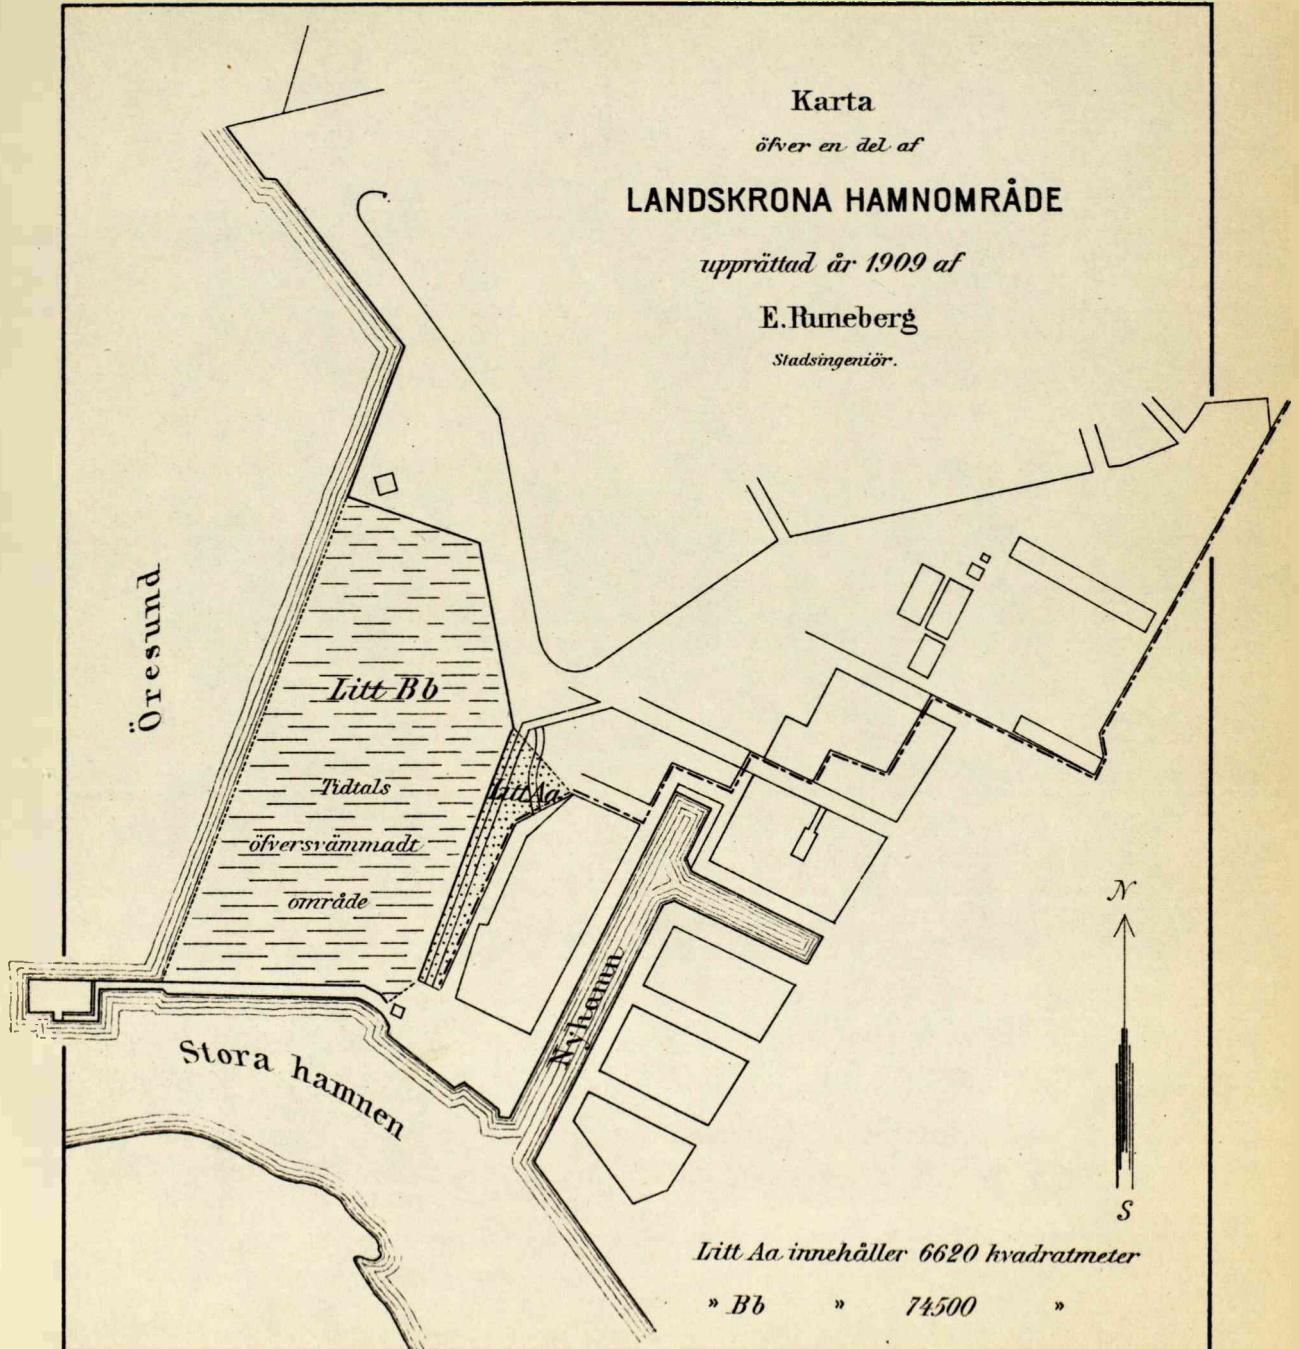 Karta
öfver en del af
LANDSKRONA HAMNOMRÅDE
upprättad år 1909 af
E. Runeberg
Stadsingeniör.
Öresund
Litt Bb
Tidtals
öfversvämmadt
område
Litt Aa
Nyhamn
Stora hamnen
N
S
Litt Aa innehåller 6620 kvadratmeter
" Bb " 74500 "